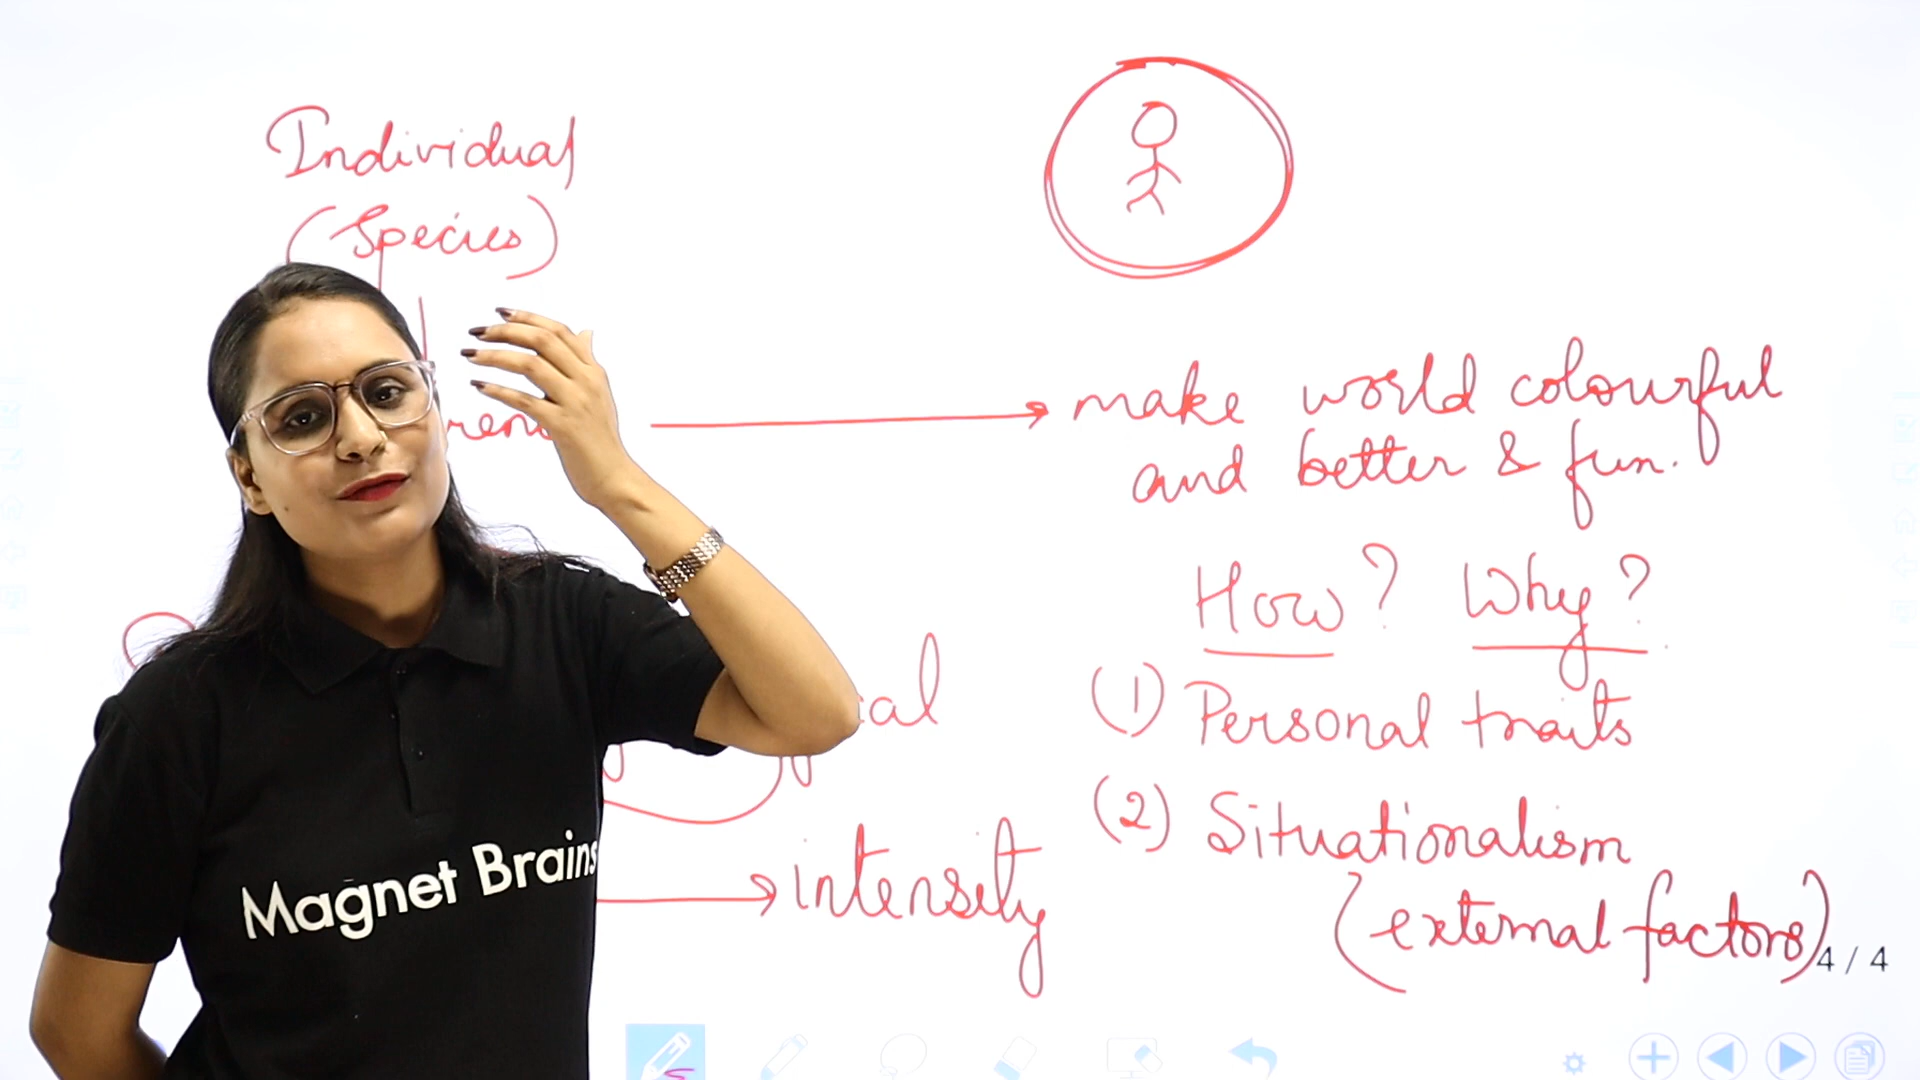 Individual
(Species)
make world colourful
and better & fun.
How? Why?
(1) Personal traits
(2) Situationalism
(external factors)
intensity
Magnet Brains
4 / 4